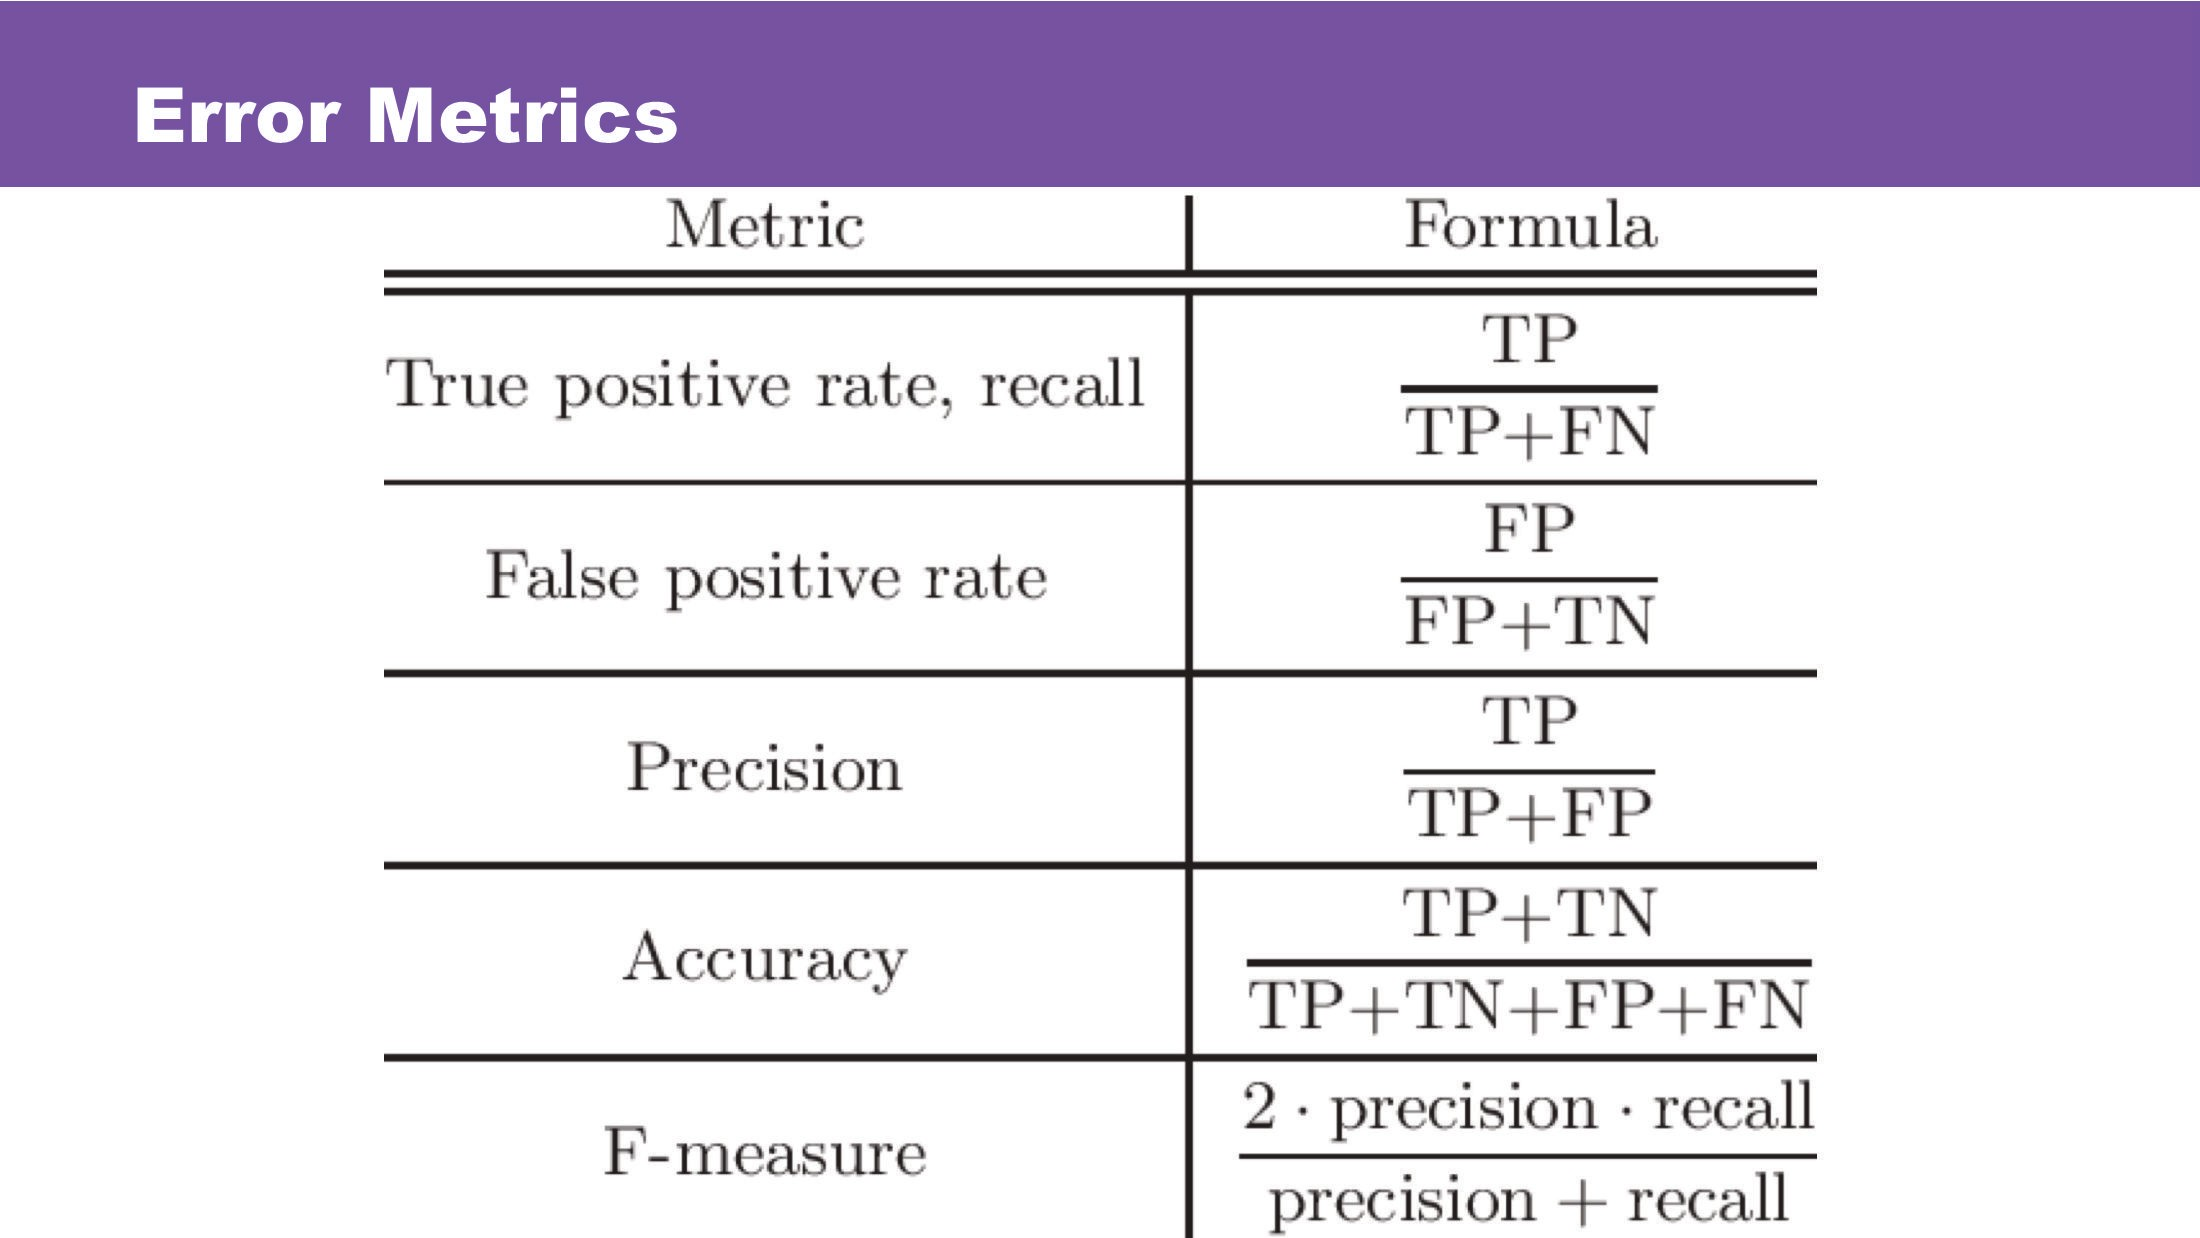 Error Metrics
Metric Formula
TP
True positive rate, recall
TP+FN
FP
False positive rate
FP+TN
TP
Precision
TP+FP
TP+TN
Accuracy
TP+TN+FP+FN
2 · precision · recall
F-measure
precision + recall